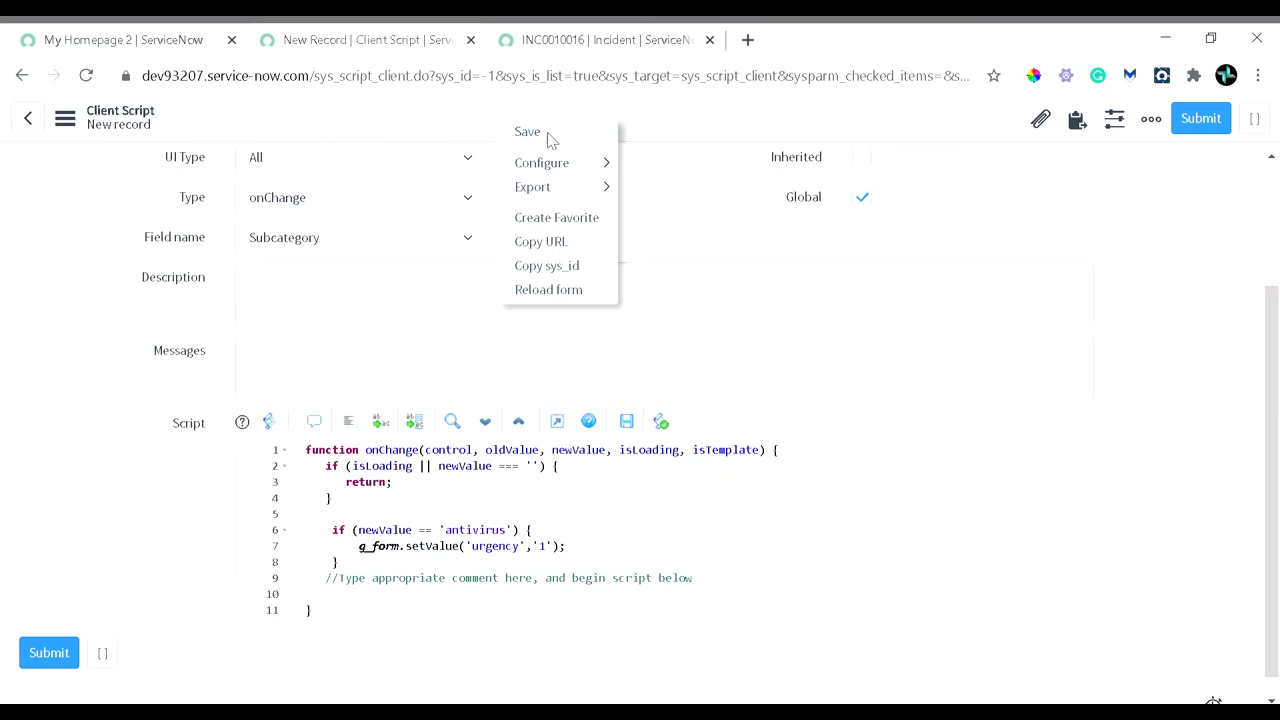 My Homepage 2 | ServiceNow
New Record | Client Script | Serv
INC0010016 | Incident | ServiceNo
dev93207.service-now.com/sys_script_client.do?sys_id=-1&sys_is_list=true&sys_target=sys_script_client&sysparm_checked_items=&s...
Client Script
New record
Submit
[ ]
Save
Configure
Export
Create Favorite
Copy URL
Copy sys_id
Reload form
UI Type
All
Inherited
Type
onChange
Global
Field name
Subcategory
Description
Messages
Script
1 function onChange(control, oldValue, newValue, isLoading, isTemplate) {
2 if (isLoading || newValue === '') {
3 return;
4 }
5
6 if (newValue == 'antivirus') {
7 g_form.setValue('urgency','1');
8 }
9 //Type appropriate comment here, and begin script below
10
11 }
Submit
[ ]